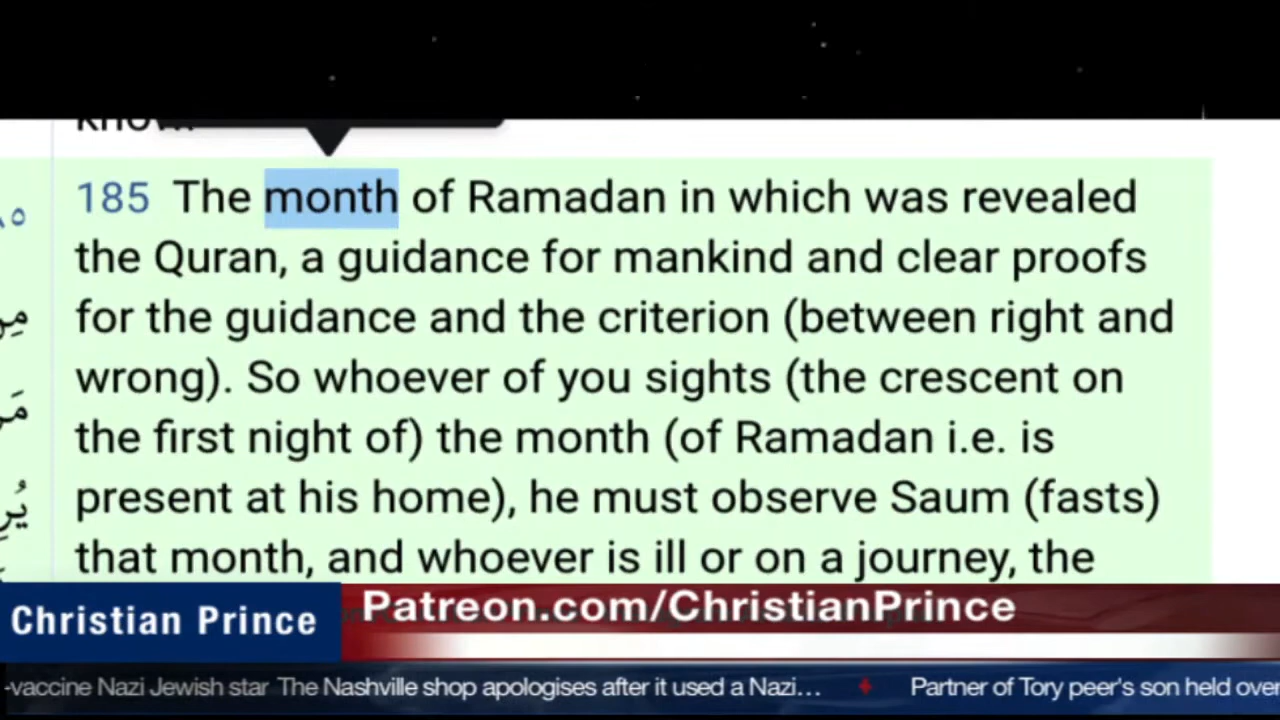 185 The month of Ramadan in which was revealed
the Quran, a guidance for mankind and clear proofs
for the guidance and the criterion (between right and
wrong). So whoever of you sights (the crescent on
the first night of) the month (of Ramadan i.e. is
present at his home), he must observe Saum (fasts)
that month, and whoever is ill or on a journey, the
Christian Prince
Patreon.com/ChristianPrince
-vaccine Nazi Jewish star The Nashville shop apologises after it used a Nazi... Partner of Tory peer's son held over